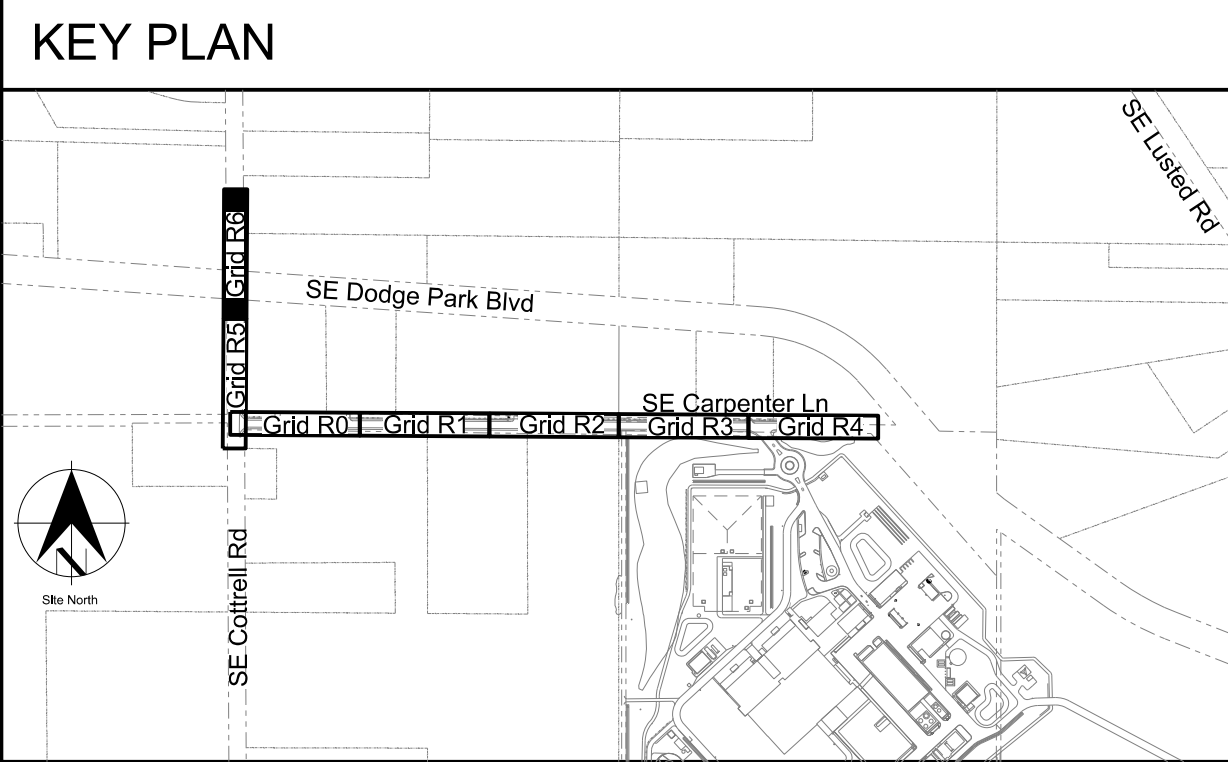 KEY PLAN
SE Lusted Rd
Grid R6
SE Dodge Park Blvd
Grid R5
SE Carpenter Ln
Grid R0
Grid R1
Grid R2
Grid R3
Grid R4
N
Site North
SE Cottrell Rd